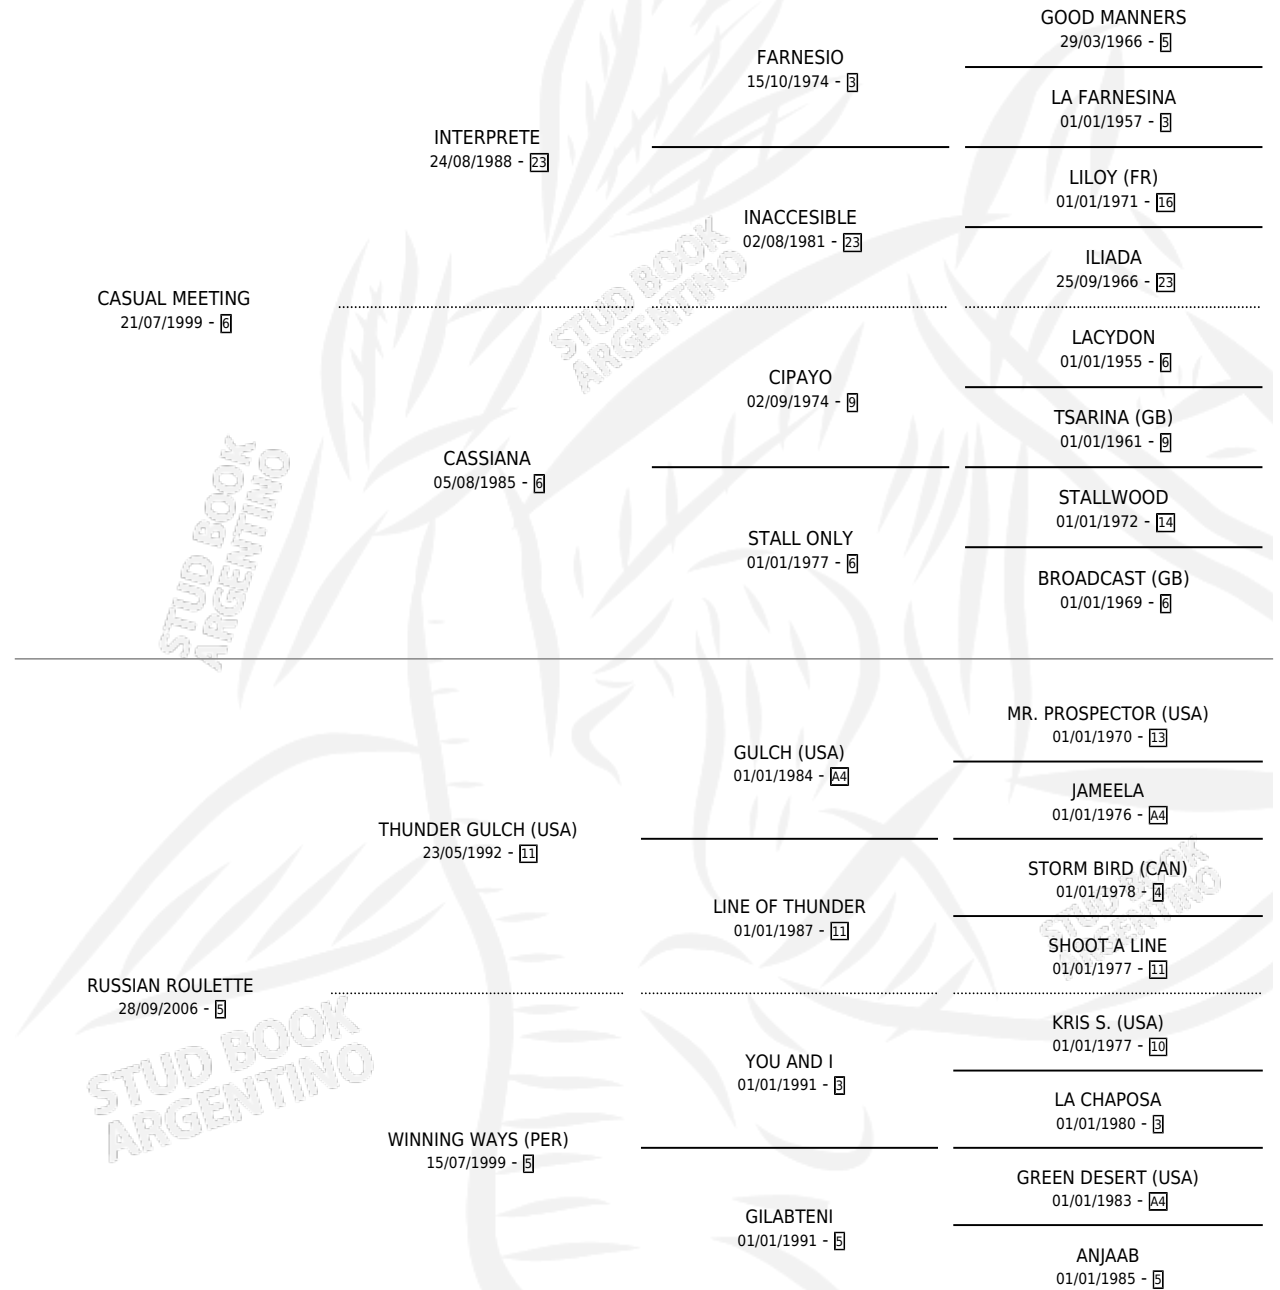 GOOD MANNERS
29/03/1966 - 5
FARNESIO
15/10/1974 - 3
LA FARNESINA
01/01/1957 - 3
INTERPRETE
24/08/1988 - 23
LILOY (FR)
01/01/1971 - 16
INACCESIBLE
02/08/1981 - 23
ILIADA
25/09/1966 - 23
CASUAL MEETING
21/07/1999 - 6
STUD BOOK
ARGENTINO
LACYDON
01/01/1955 - 6
CIPAYO
02/09/1974 - 9
TSARINA (GB)
01/01/1961 - 9
CASSIANA
05/08/1985 - 6
STALLWOOD
01/01/1972 - 14
STALL ONLY
01/01/1977 - 6
BROADCAST (GB)
01/01/1969 - 6
STUD BOOK
ARGENTINO
MR. PROSPECTOR (USA)
01/01/1970 - 13
GULCH (USA)
01/01/1984 - A4
JAMEELA
01/01/1976 - A4
THUNDER GULCH (USA)
23/05/1992 - 11
STORM BIRD (CAN)
01/01/1978 - 4
STUD BOOK
ARGENTINO
LINE OF THUNDER
01/01/1987 - 11
SHOOT A LINE
01/01/1977 - 11
RUSSIAN ROULETTE
28/09/2006 - 5
STUD BOOK
ARGENTINO
KRIS S. (USA)
01/01/1977 - 10
YOU AND I
01/01/1991 - 3
LA CHAPOSA
01/01/1980 - 3
WINNING WAYS (PER)
15/07/1999 - 5
GREEN DESERT (USA)
01/01/1983 - A4
GILABTENI
01/01/1991 - 5
ANJAAB
01/01/1985 - 5